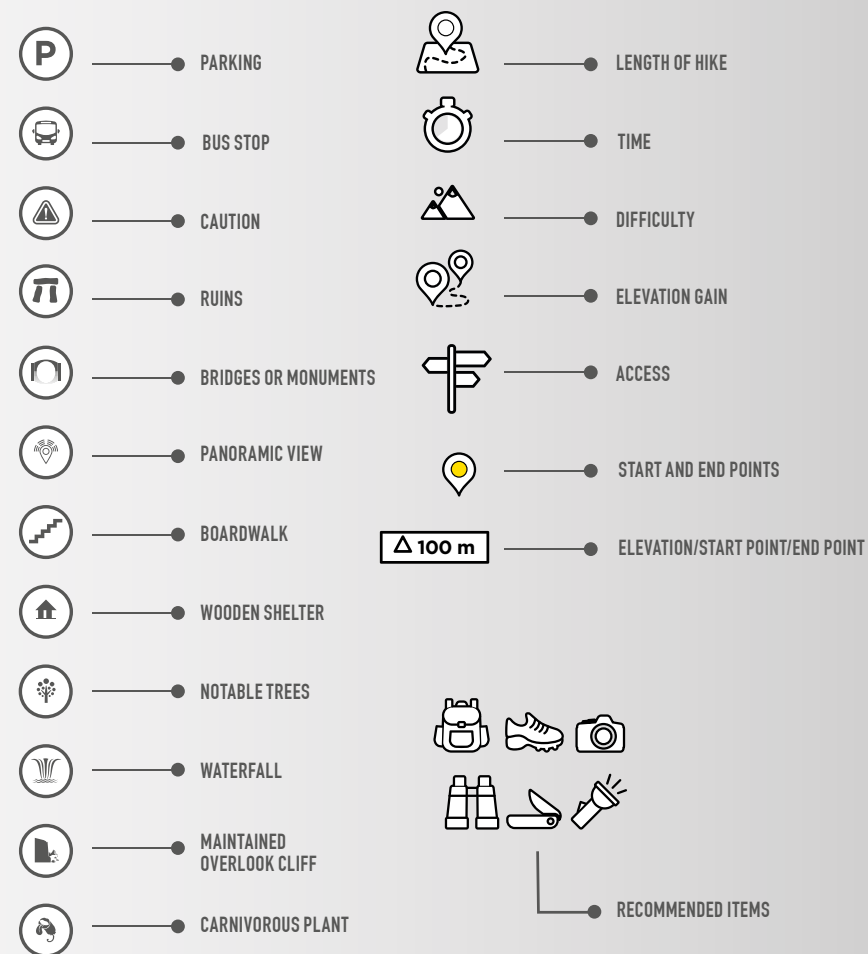 P
PARKING
BUS STOP
CAUTION
RUINS
BRIDGES OR MONUMENTS
PANORAMIC VIEW
BOARDWALK
WOODEN SHELTER
NOTABLE TREES
WATERFALL
MAINTAINED
OVERLOOK CLIFF
CARNIVOROUS PLANT
LENGTH OF HIKE
TIME
DIFFICULTY
ELEVATION GAIN
ACCESS
START AND END POINTS
100 m
ELEVATION/START POINT/END POINT
RECOMMENDED ITEMS